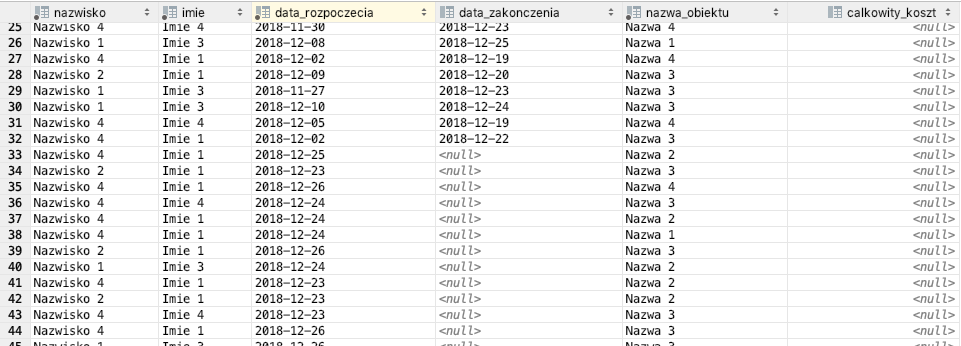 nazwisko imie data_rozpoczecia data_zakonczenia nazwa_obiektu calkowity_koszt
25 Nazwisko 4 Imie 4 2018-11-30 2018-12-23 Nazwa 4 <null>
26 Nazwisko 1 Imie 3 2018-12-08 2018-12-25 Nazwa 1 <null>
27 Nazwisko 4 Imie 1 2018-12-02 2018-12-19 Nazwa 4 <null>
28 Nazwisko 2 Imie 1 2018-12-09 2018-12-20 Nazwa 3 <null>
29 Nazwisko 1 Imie 3 2018-11-27 2018-12-23 Nazwa 3 <null>
30 Nazwisko 1 Imie 3 2018-12-10 2018-12-24 Nazwa 3 <null>
31 Nazwisko 4 Imie 4 2018-12-05 2018-12-19 Nazwa 4 <null>
32 Nazwisko 4 Imie 1 2018-12-02 2018-12-22 Nazwa 3 <null>
33 Nazwisko 4 Imie 1 2018-12-25 <null> Nazwa 2 <null>
34 Nazwisko 2 Imie 1 2018-12-23 <null> Nazwa 3 <null>
35 Nazwisko 4 Imie 1 2018-12-26 <null> Nazwa 4 <null>
36 Nazwisko 4 Imie 4 2018-12-24 <null> Nazwa 3 <null>
37 Nazwisko 4 Imie 1 2018-12-24 <null> Nazwa 2 <null>
38 Nazwisko 4 Imie 1 2018-12-24 <null> Nazwa 1 <null>
39 Nazwisko 2 Imie 1 2018-12-26 <null> Nazwa 3 <null>
40 Nazwisko 1 Imie 3 2018-12-24 <null> Nazwa 2 <null>
41 Nazwisko 4 Imie 1 2018-12-23 <null> Nazwa 2 <null>
42 Nazwisko 2 Imie 1 2018-12-23 <null> Nazwa 2 <null>
43 Nazwisko 4 Imie 4 2018-12-23 <null> Nazwa 3 <null>
44 Nazwisko 4 Imie 1 2018-12-26 <null> Nazwa 3 <null>
45 Nazwisko 1 Imie 3 2018-12-26 <null> Nazwa 3 <null>